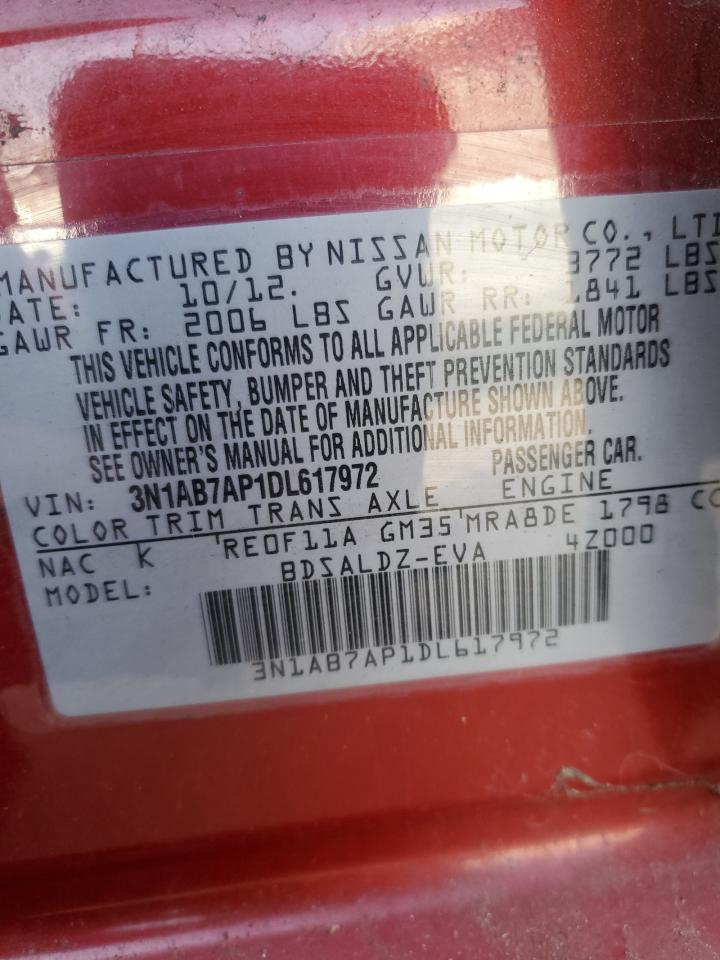 MANUFACTURED BY NISSAN MOTOR CO., LTD
DATE: 10/12. GVWR: 3772 LBS
GAWR FR: 2006 LBS GAWR RR: 1841 LBS
THIS VEHICLE CONFORMS TO ALL APPLICABLE FEDERAL MOTOR
VEHICLE SAFETY, BUMPER AND THEFT PREVENTION STANDARDS
IN EFFECT ON THE DATE OF MANUFACTURE SHOWN ABOVE.
SEE OWNER'S MANUAL FOR ADDITIONAL INFORMATION.
VIN: 3N1AB7AP1DL617972 PASSENGER CAR.
COLOR TRIM TRANS AXLE ENGINE
NAC K RE0F11A GM35 MRA8DE 1798 CC
MODEL: BDSALDZ-EVA 4Z000
3N1AB7AP1DL617972